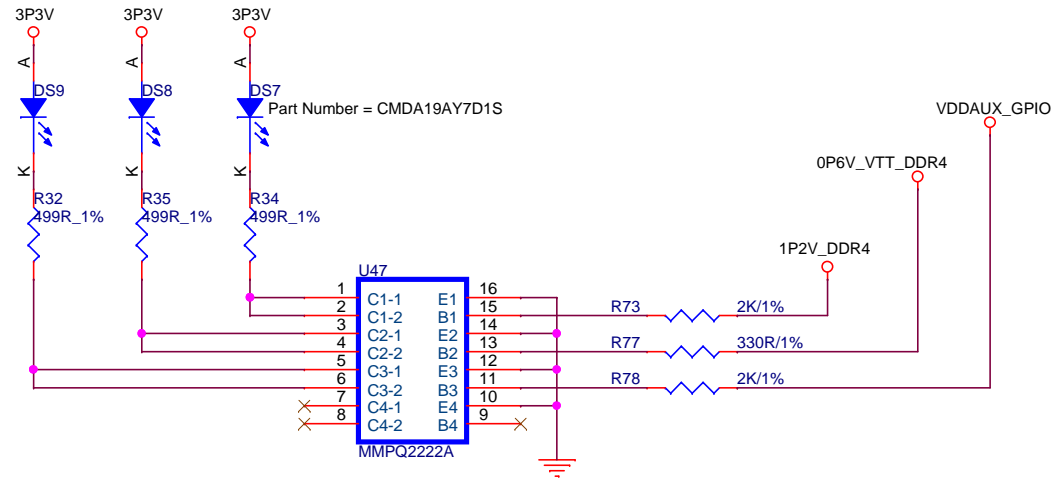 3P3V 3P3V 3P3V
A A A
DS9 DS8 DS7
Part Number = CMDA19AY7D1S
VDDAUX_GPIO
K K K
0P6V_VTT_DDR4
R32 R35 R34
499R_1% 499R_1% 499R_1%
1P2V_DDR4
U47
1 C1-1 E1 16
2 C1-2 B1 15 R73 2K/1%
3 C2-1 E2 14
4 C2-2 B2 13 R77 330R/1%
5 C3-1 E3 12
6 C3-2 B3 11 R78 2K/1%
7 C4-1 E4 10
8 C4-2 B4 9
MMPQ2222A